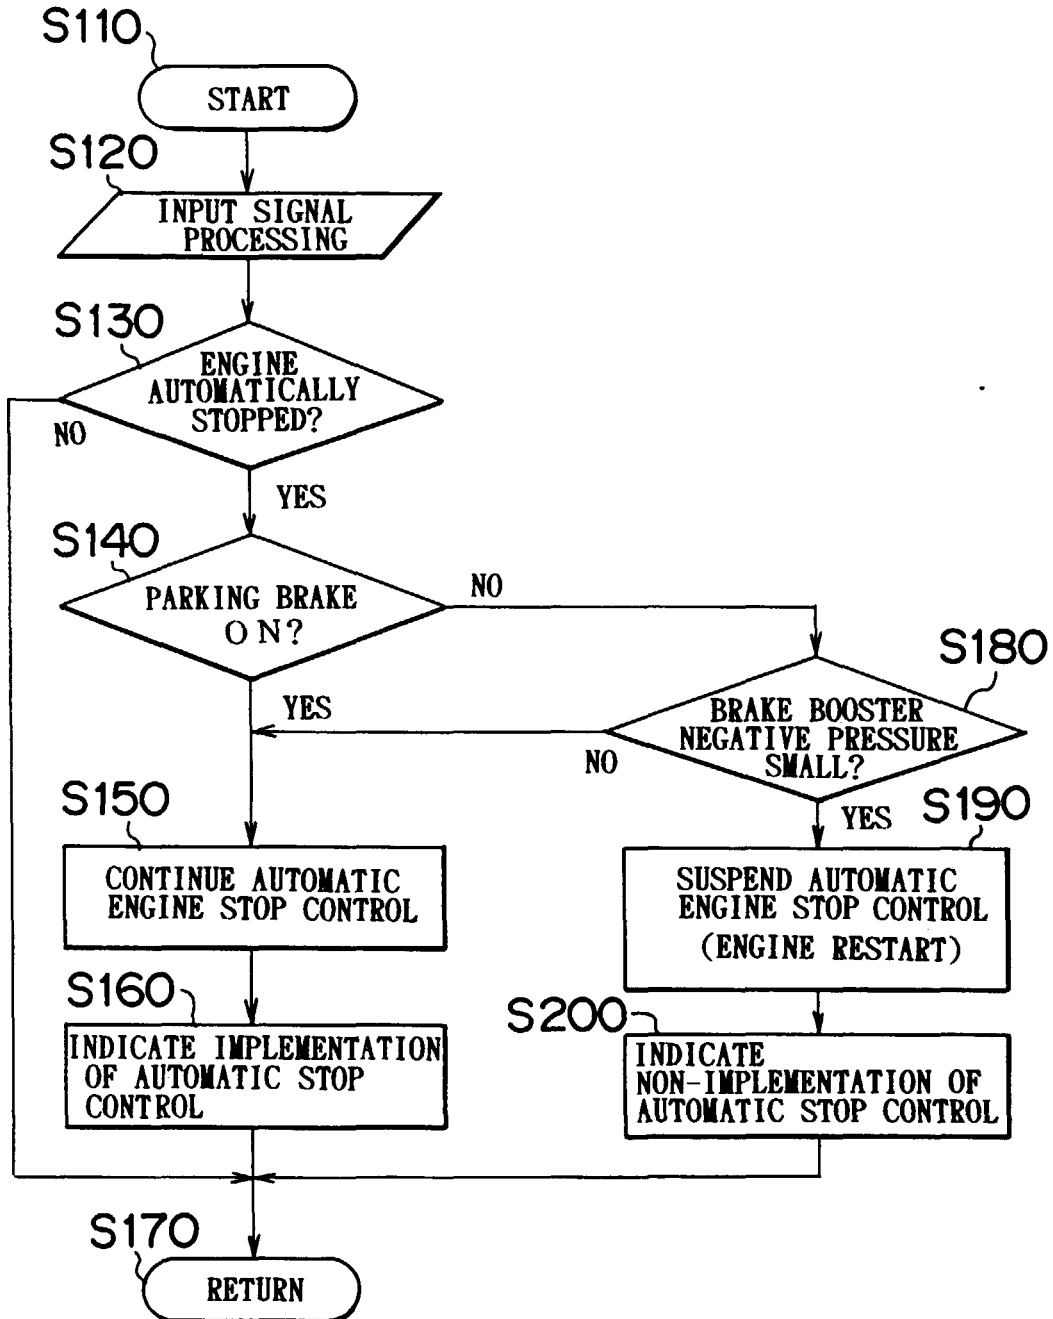 S110
START
S120
INPUT SIGNAL
PROCESSING
S130
ENGINE
AUTOMATICALLY
STOPPED?
NO
YES
S140
PARKING BRAKE
ON?
NO
YES
S180
BRAKE BOOSTER
NEGATIVE PRESSURE
SMALL?
NO
YES
S150
CONTINUE AUTOMATIC
ENGINE STOP CONTROL
S190
SUSPEND AUTOMATIC
ENGINE STOP CONTROL
(ENGINE RESTART)
S160
INDICATE IMPLEMENTATION
OF AUTOMATIC STOP
CONTROL
S200
INDICATE
NON-IMPLEMENTATION OF
AUTOMATIC STOP CONTROL
S170
RETURN